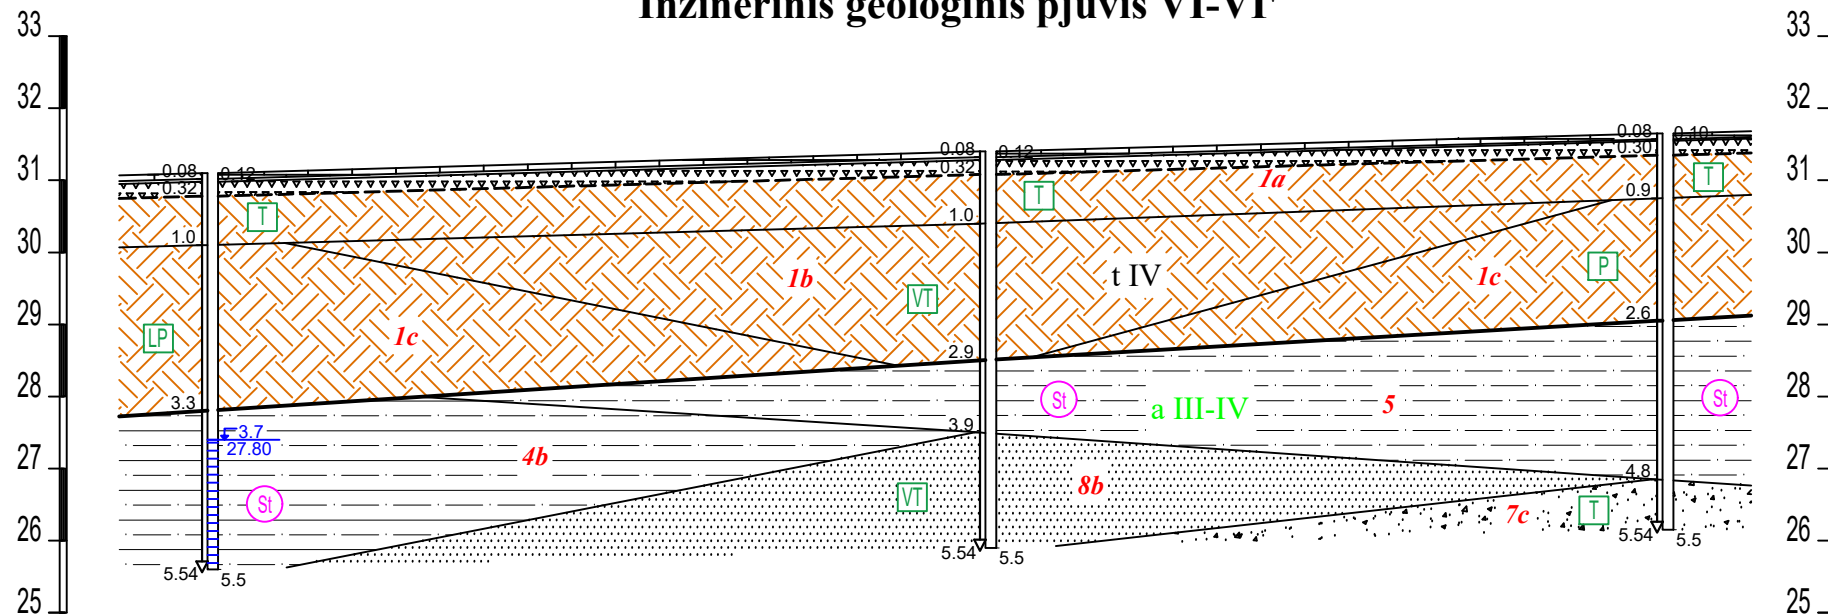 Inžinerinis geologinis pjūvis VI-VI'
33 33
32 32
0.08 0.10
0.08 0.12 0.30
0.08 0.12 0.32
31 0.32 T 1a T 31
T 0.9
1.0 1.0
30 1b t IV 1c P 30
VT
29 LP 1c 2.6 29
2.9
28 3.3 St a III-IV 5 St 28
3.7 3.9
27.80
27 4b 4.8 27
St VT 8b 7c T
26 5.54 5.5 26
5.54 5.5
5.54 5.5
25 25